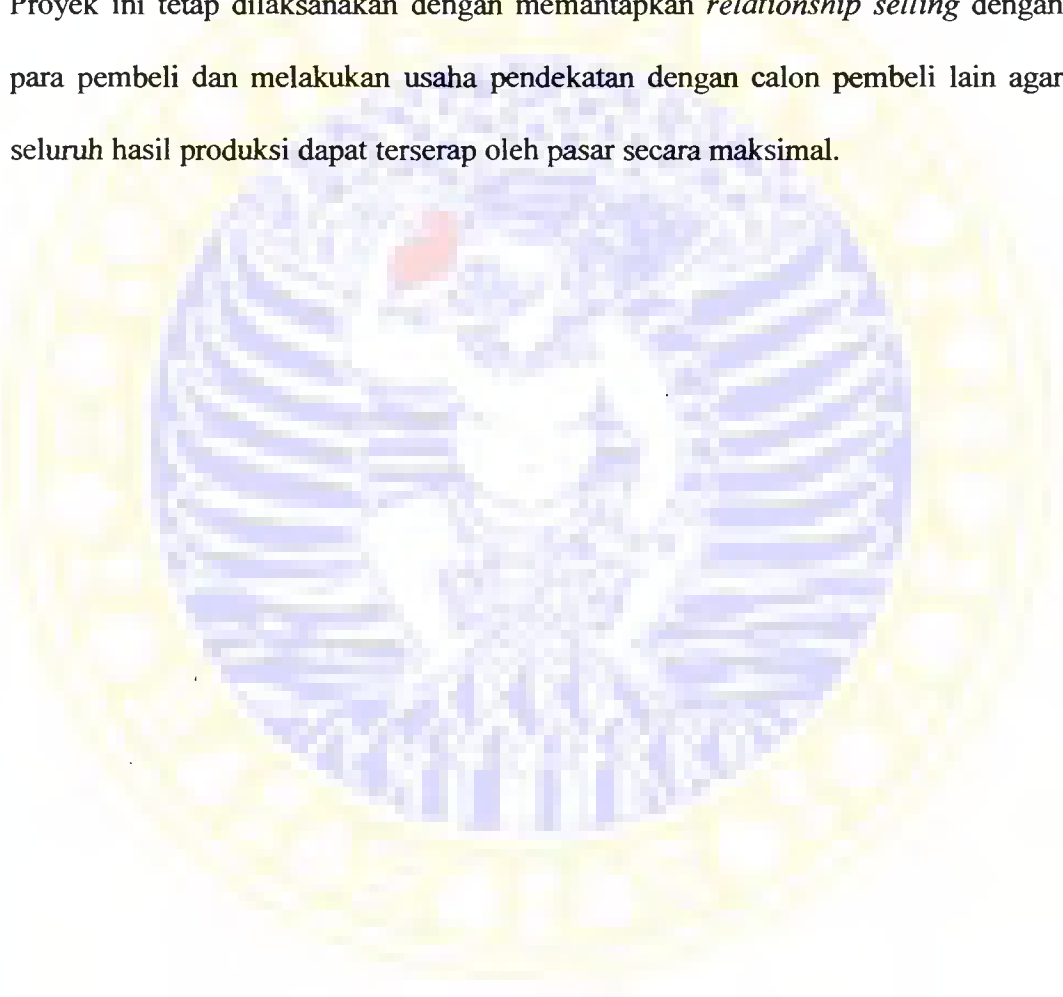 Proyek ini tetap dilaksanakan dengan memantapkan relationship selling dengan
para pembeli dan melakukan usaha pendekatan dengan calon pembeli lain agar
seluruh hasil produksi dapat terserap oleh pasar secara maksimal.